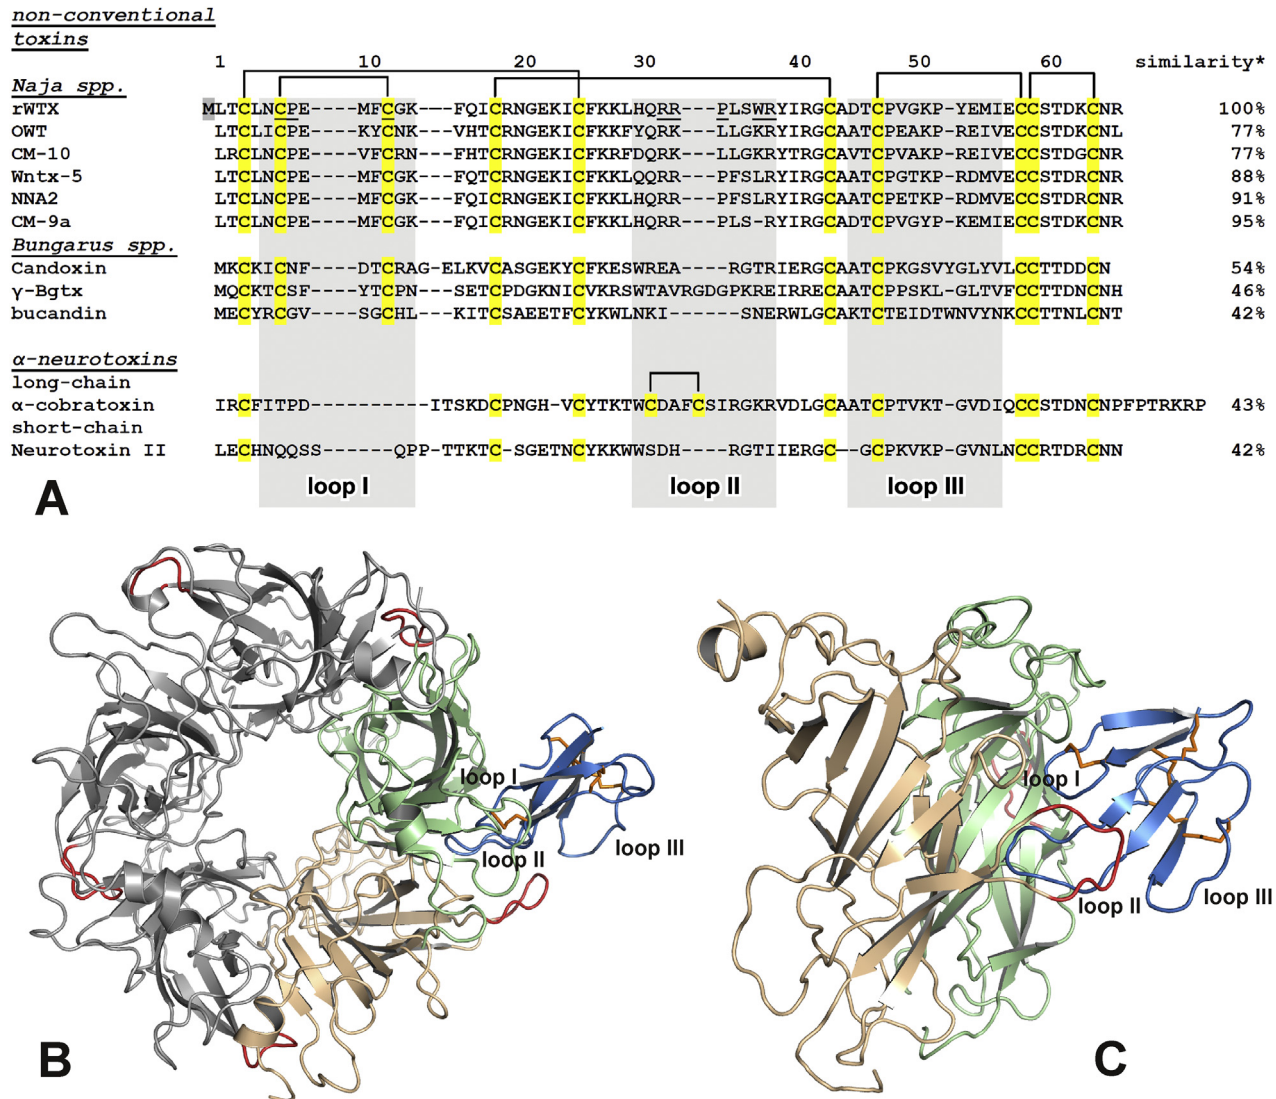 non-conventional
toxins
1 10 20 30 40 50 60 similarity*
Naja spp.
rWTX MLTCLNCPE----MFCGK---FQICRNGEKICFKKLHQRR---PLSWRYIRGCADTCPVGKP-YEMIECCSTDKCNR 100%
OWT LTCLICPE----KYCNK---VHTCRNGEKICFKKFYQRK---LLGKRYIRGCAATCPEAKP-REIVECCSTDKCNL 77%
CM-10 LRCLNCPE----VFCRN---FHTCRNGEKICFKRFDQRK---LLGKRYTRGCAVTCPVAKP-REIVECCSTDGCNR 77%
Wntx-5 LTCLNCPE----MFCGK---FQTCRNGEKICFKKLQQRR---PFSLRYIRGCAATCPGTKP-RDMVECCSTDRCNR 88%
NNA2 LTCLNCPE----MFCGK---FQICRNGEKICFKKLHQRR---PFSLRYIRGCAATCPETKP-RDMVECCSTDRCNR 91%
CM-9a LTCLNCPE----MFCGK---FQICRNGEKICFKKLHQRR---PLS-RYIRGCADTCPVGYP-KEMIECCSTDKCNR 95%
Bungarus spp.
Candoxin MKCKICNF----DTCRAG-ELKVCASGEKYCFKESWREA----RGTRIERGCAATCPKGSVYGLYVLCCTTDDCN 54%
γ-Bgtx MQCKTCSF----YTCPN---SETCPDGKNICVKRSWTAVRGDGPKREIRRECAATCPPSKL-GLTVFCCTTDNCNH 46%
bucandin MECYRCGV----SGCHL---KITCSAEETFCYKWLNKI------SNERWLGCAKTCTEIDTWNVYNKCCTTNLCNT 42%
α-neurotoxins
long-chain
α-cobratoxin IRCFITPD----------ITSKDCPNGH-VCYTKTWCDAFCSIRGKRVDLGCAATCPTVKT-GVDIQCCSTDNCNPFPTRKRP 43%
short-chain
Neurotoxin II LECHNQQSS------QPP-TTKTC-SGETNCYKKWWSDH----RGTIIERGC--GCPKVKP-GVNLNCCRTDRCNN 42%
loop I loop II loop III
A
loop I
loop II
loop III
B
loop I
loop II
loop III
C